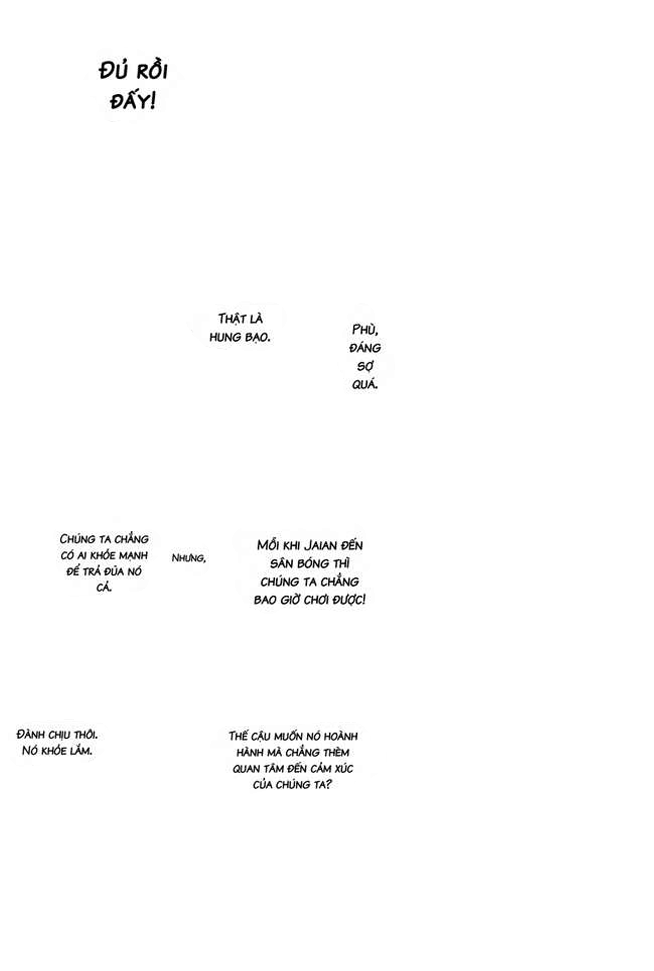 ĐỦ RỒI
ĐẤY!
PHÙ,
ĐÁNG
SỢ
QUÁ.
THẬT LÀ
HUNG BẠO.
MỖI KHI JAIAN ĐẾN
SÂN BÓNG THÌ
CHÚNG TA CHẲNG
BAO GIỜ CHƠI ĐƯỢC!
NHƯNG,
CHÚNG TA CHẲNG
CÓ AI KHỎE MẠNH
ĐỂ TRẢ ĐŨA NÓ
CẢ.
THẾ CẬU MUỐN NÓ HOÀNH
HÀNH MÀ CHẲNG THÈM
QUAN TÂM ĐẾN CẢM XÚC
CỦA CHÚNG TA?
ĐÀNH CHỊU THÔI.
NÓ KHỎE LẮM.